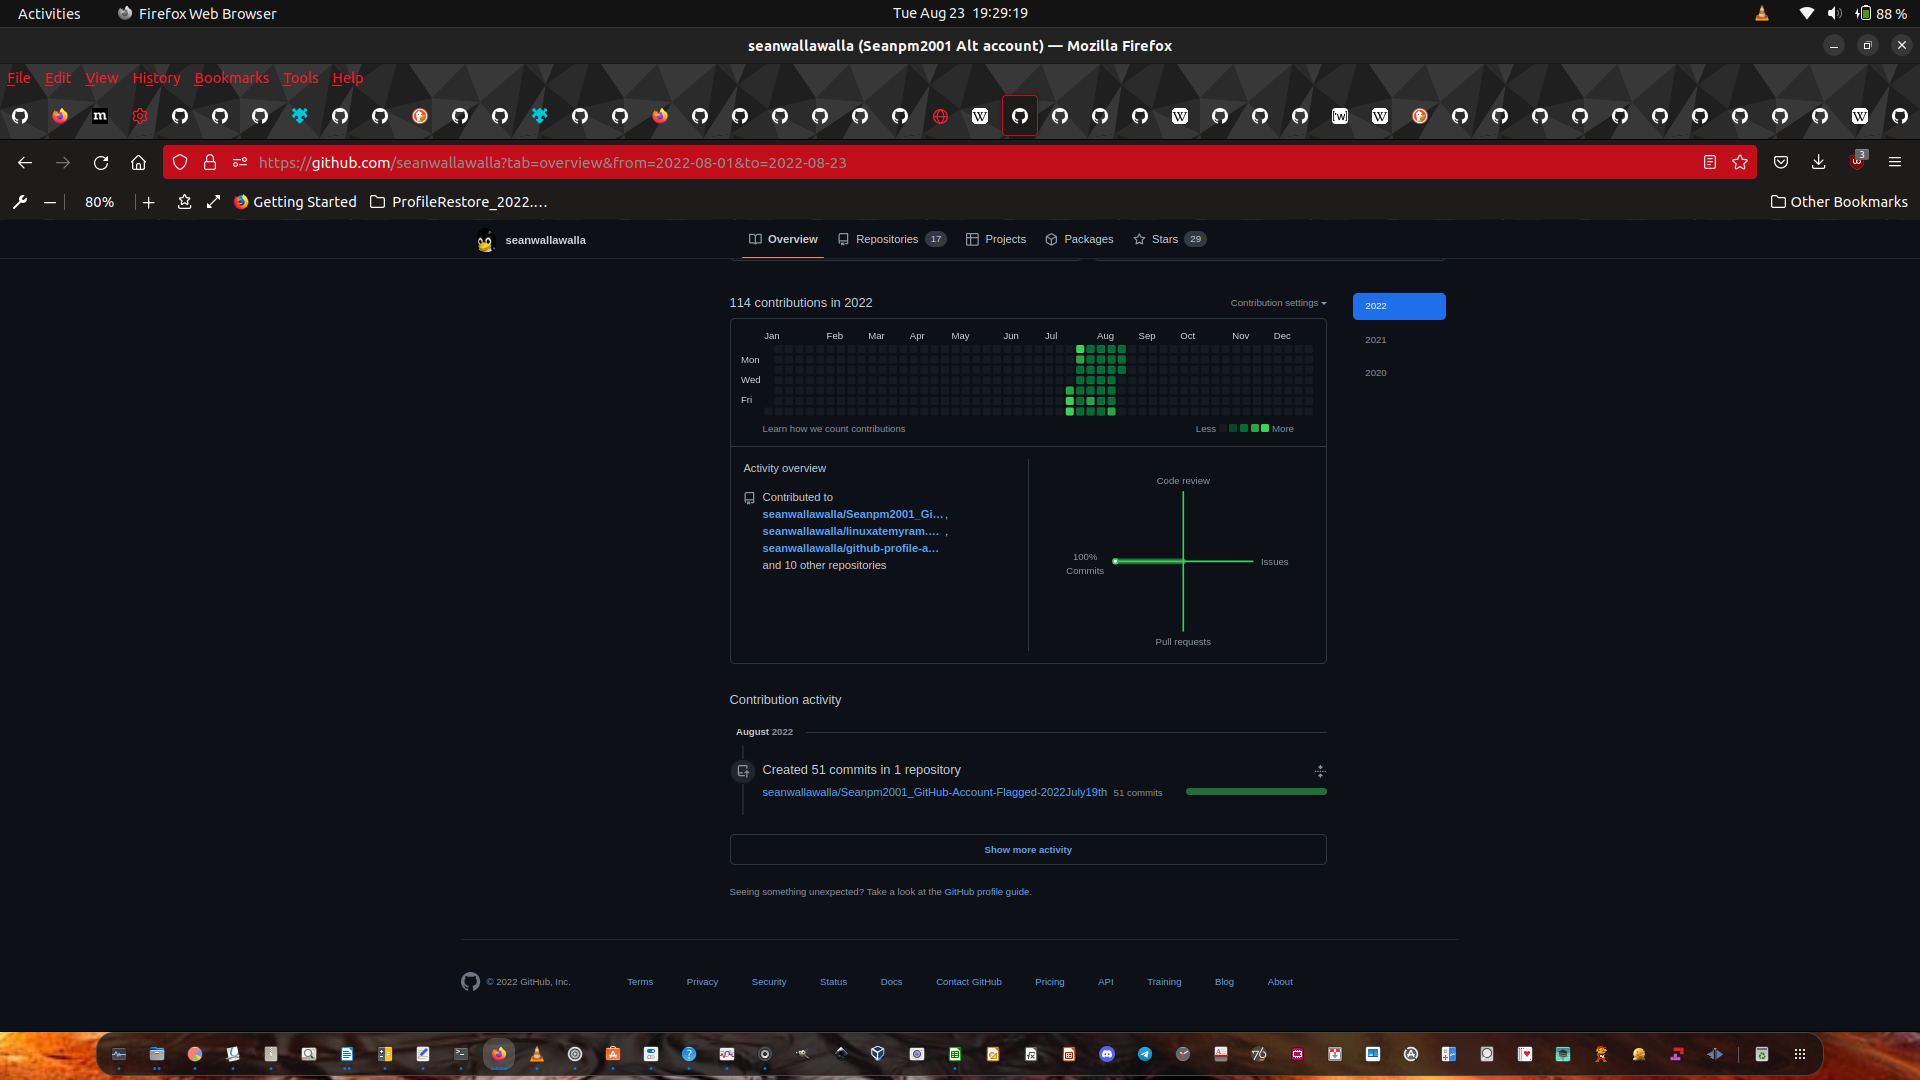 Activities Firefox Web Browser Tue Aug 23 19:29:19 88 %
seanwallawalla (Seanpm2001 Alt account) — Mozilla Firefox
File Edit View History Bookmarks Tools Help
https://github.com/seanwallawalla?tab=overview&from=2022-08-01&to=2022-08-23 3
80% Getting Started ProfileRestore_2022.… Other Bookmarks
seanwallawalla Overview Repositories 17 Projects Packages Stars 29
114 contributions in 2022 Contribution settings 2022
2021
2020
Jan Feb Mar Apr May Jun Jul Aug Sep Oct Nov Dec
Mon
Wed
Fri
Learn how we count contributions Less More
Activity overview
Contributed to
seanwallawalla/Seanpm2001_Gi… ,
seanwallawalla/linuxatemyram.… ,
seanwallawalla/github-profile-a…
and 10 other repositories
Code review
100%
Commits
Issues
Pull requests
Contribution activity
August 2022
Created 51 commits in 1 repository
seanwallawalla/Seanpm2001_GitHub-Account-Flagged-2022July19th 51 commits
Show more activity
Seeing something unexpected? Take a look at the GitHub profile guide.
© 2022 GitHub, Inc. Terms Privacy Security Status Docs Contact GitHub Pricing API Training Blog About